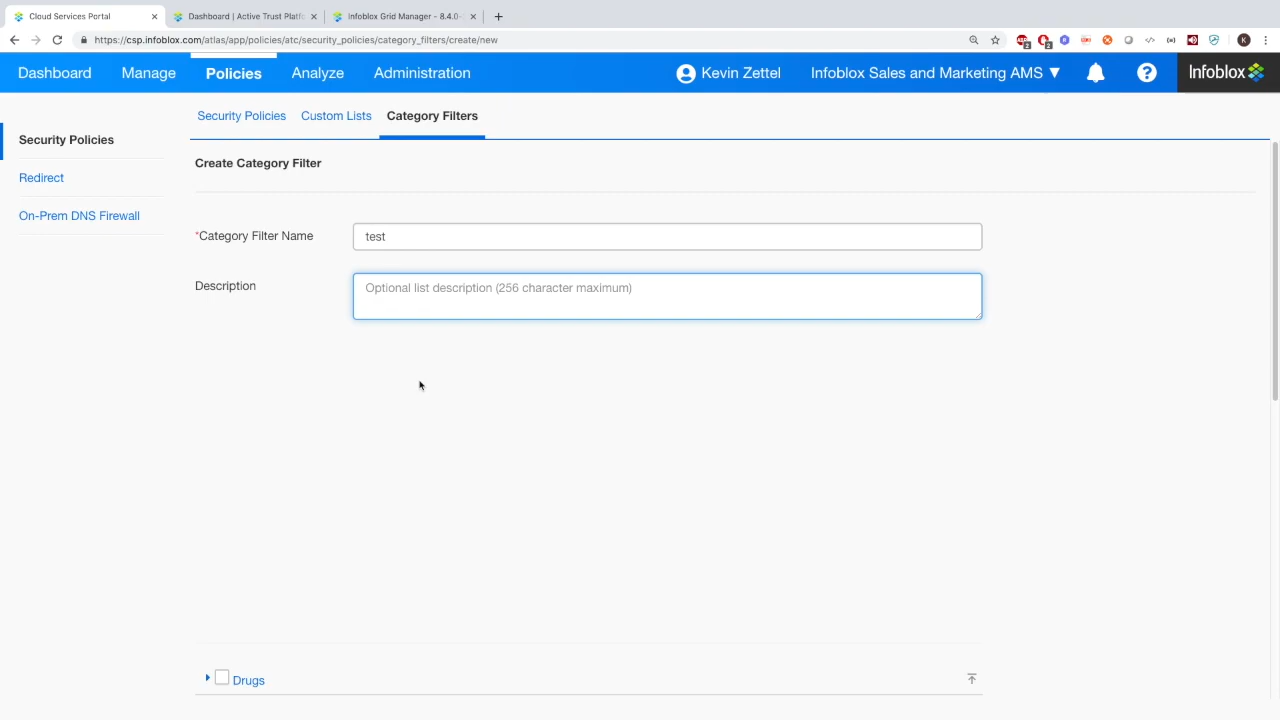 Cloud Services Portal
Dashboard | Active Trust Platf
Infoblox Grid Manager - 8.4.0-
https://csp.infoblox.com/atlas/app/policies/atc/security_policies/category_filters/create/new
K
Dashboard
Manage
Policies
Analyze
Administration
Kevin Zettel
Infoblox Sales and Marketing AMS
Infoblox
Security Policies
Custom Lists
Category Filters
Security Policies
Redirect
On-Prem DNS Firewall
Create Category Filter
*Category Filter Name
test
Description
Optional list description (256 character maximum)
Drugs